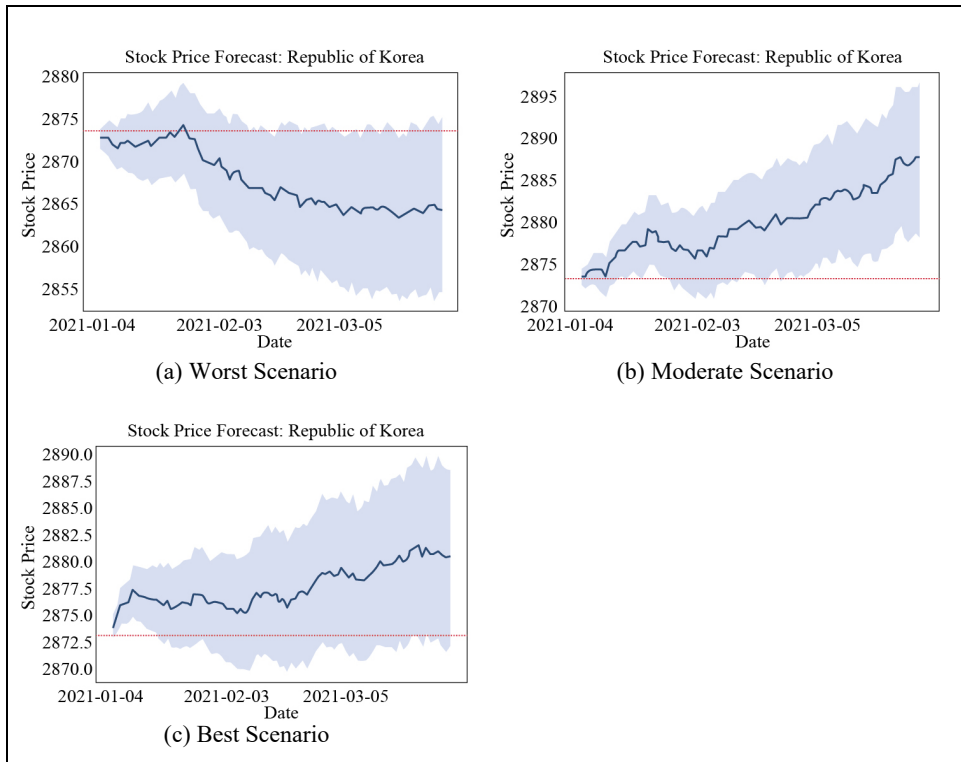 Stock Price Forecast: Republic of Korea
2880
2875
2870
2865
2860
2855
Stock Price
2021-01-04 2021-02-03 2021-03-05
Date
(a) Worst Scenario
Stock Price Forecast: Republic of Korea
2895
2890
2885
2880
2875
2870
Stock Price
2021-01-04 2021-02-03 2021-03-05
Date
(b) Moderate Scenario
Stock Price Forecast: Republic of Korea
2890.0
2887.5
2885.0
2882.5
2880.0
2877.5
2875.0
2872.5
2870.0
Stock Price
2021-01-04 2021-02-03 2021-03-05
Date
(c) Best Scenario